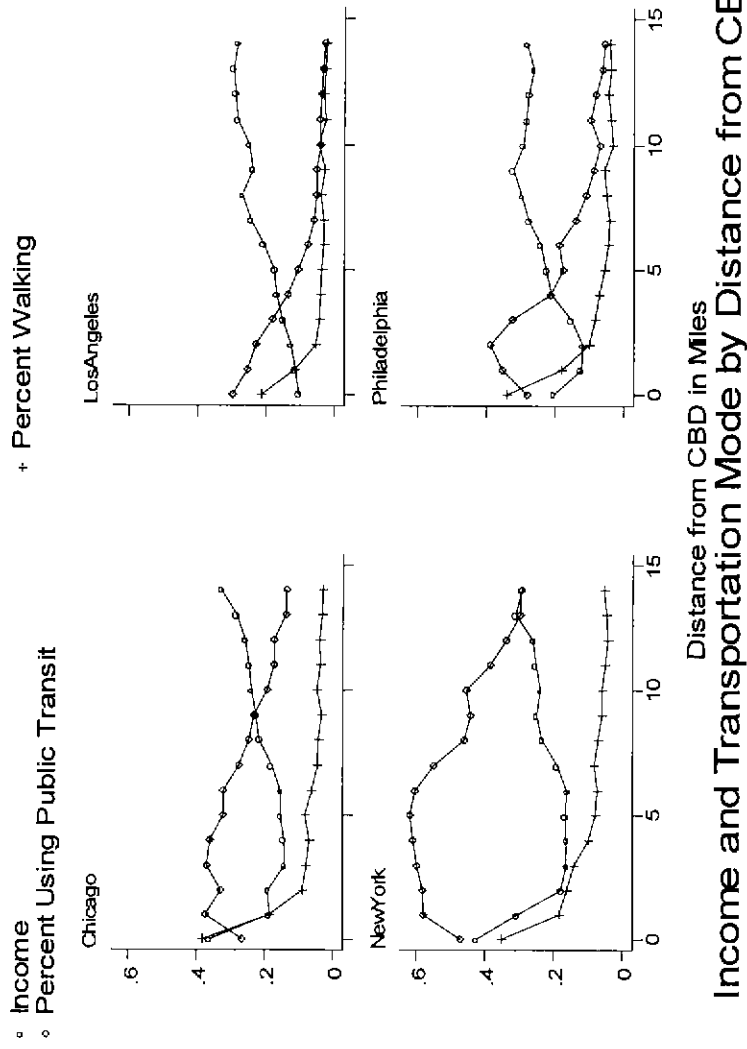 ▫ Income
◦ Percent Using Public Transit
+ Percent Walking
Chicago
LosAngeles
.6
.4
.2
0
NewYork
Philadelphia
.6
.4
.2
0
0
5
10
15
0
5
10
15
Distance from CBD in Miles
Income and Transportation Mode by Distance from CB